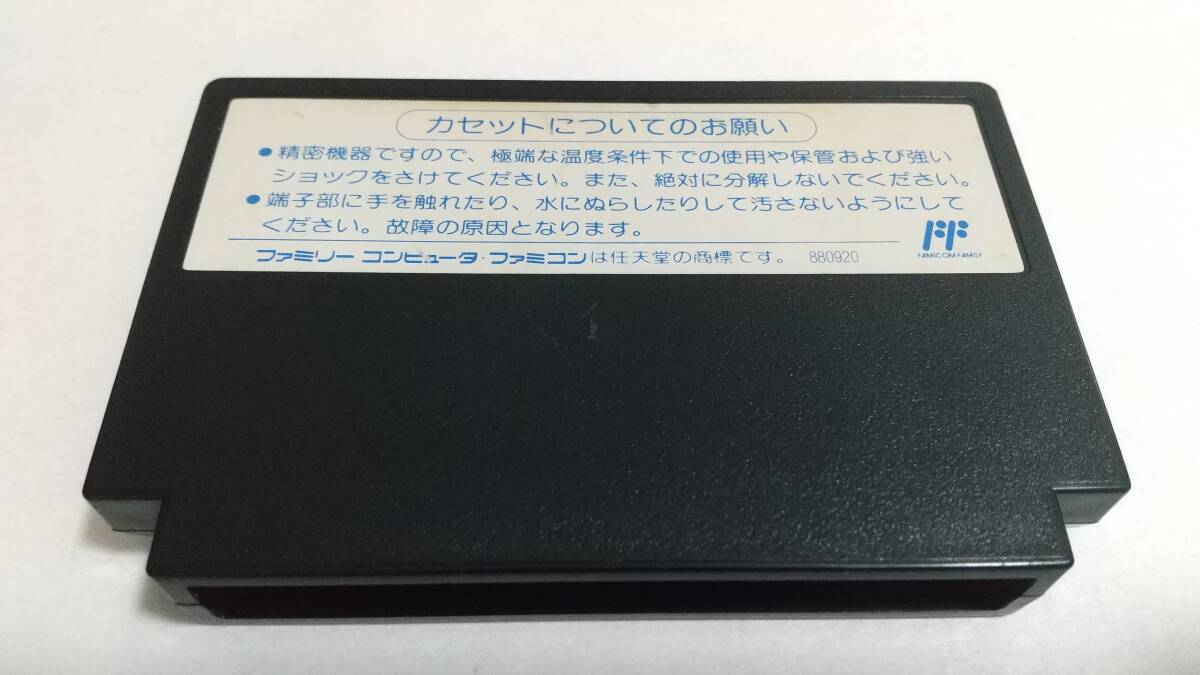 カセットについてのお願い
●精密機器ですので、極端な温度条件下での使用や保管および強い
ショックをさけてください。また、絶対に分解しないでください。
●端子部に手を触れたり、水にぬらしたりして汚さないようにして
ください。故障の原因となります。
FAMICOM FAMILY
ファミリー コンピュータ・ファミコンは任天堂の商標です。 880920